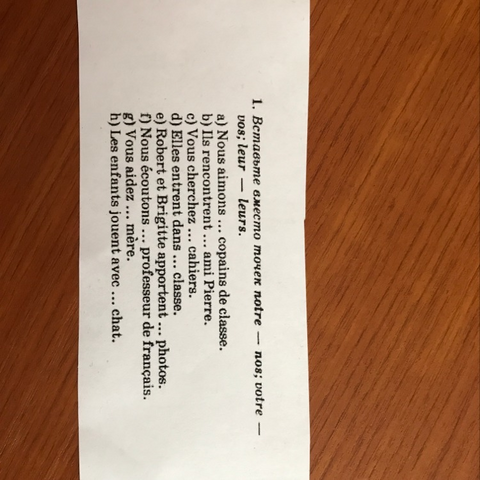 1. Вставьте вместо точек notre — nos; votre —
vos; leur — leurs.
a) Nous aimons ... copains de classe.
b) Ils rencontrent ... ami Pierre.
c) Vous cherchez ... cahiers.
d) Elles entrent dans ... classe.
e) Robert et Brigitte apportent ... photos.
f) Nous écoutons ... professeur de français.
g) Vous aidez ... mère.
h) Les enfants jouent avec ... chat.